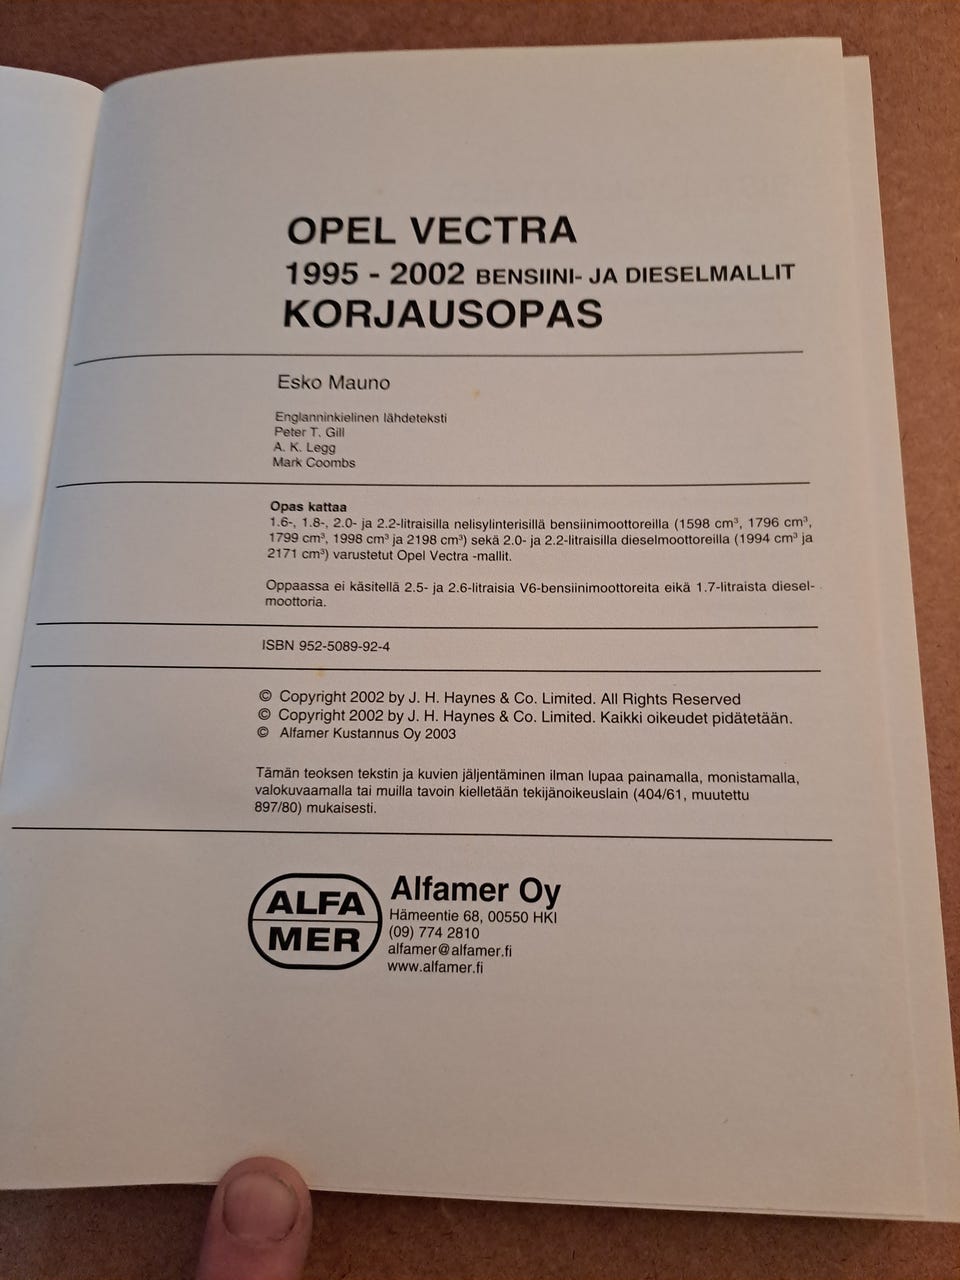 OPEL VECTRA
1995 - 2002 BENSIINI- JA DIESELMALLIT
KORJAUSOPAS
Esko Mauno
Englanninkielinen lähdeteksti
Peter T. Gill
A. K. Legg
Mark Coombs
Opas kattaa
1.6-, 1.8-, 2.0- ja 2.2-litraisilla nelisylinterisillä bensiinimoottoreilla (1598 cm³, 1796 cm³,
1799 cm³, 1998 cm³ ja 2198 cm³) sekä 2.0- ja 2.2-litraisilla dieselmoottoreilla (1994 cm³ ja
2171 cm³) varustetut Opel Vectra -mallit.
Oppaassa ei käsitellä 2.5- ja 2.6-litraisia V6-bensiinimoottoreita eikä 1.7-litraista diesel-
moottoria.
ISBN 952-5089-92-4
© Copyright 2002 by J. H. Haynes & Co. Limited. All Rights Reserved
© Copyright 2002 by J. H. Haynes & Co. Limited. Kaikki oikeudet pidätetään.
© Alfamer Kustannus Oy 2003
Tämän teoksen tekstin ja kuvien jäljentäminen ilman lupaa painamalla, monistamalla,
valokuvaamalla tai muilla tavoin kielletään tekijänoikeuslain (404/61, muutettu
897/80) mukaisesti.
ALFA
MER
Alfamer Oy
Hämeentie 68, 00550 HKI
(09) 774 2810
alfamer@alfamer.fi
www.alfamer.fi